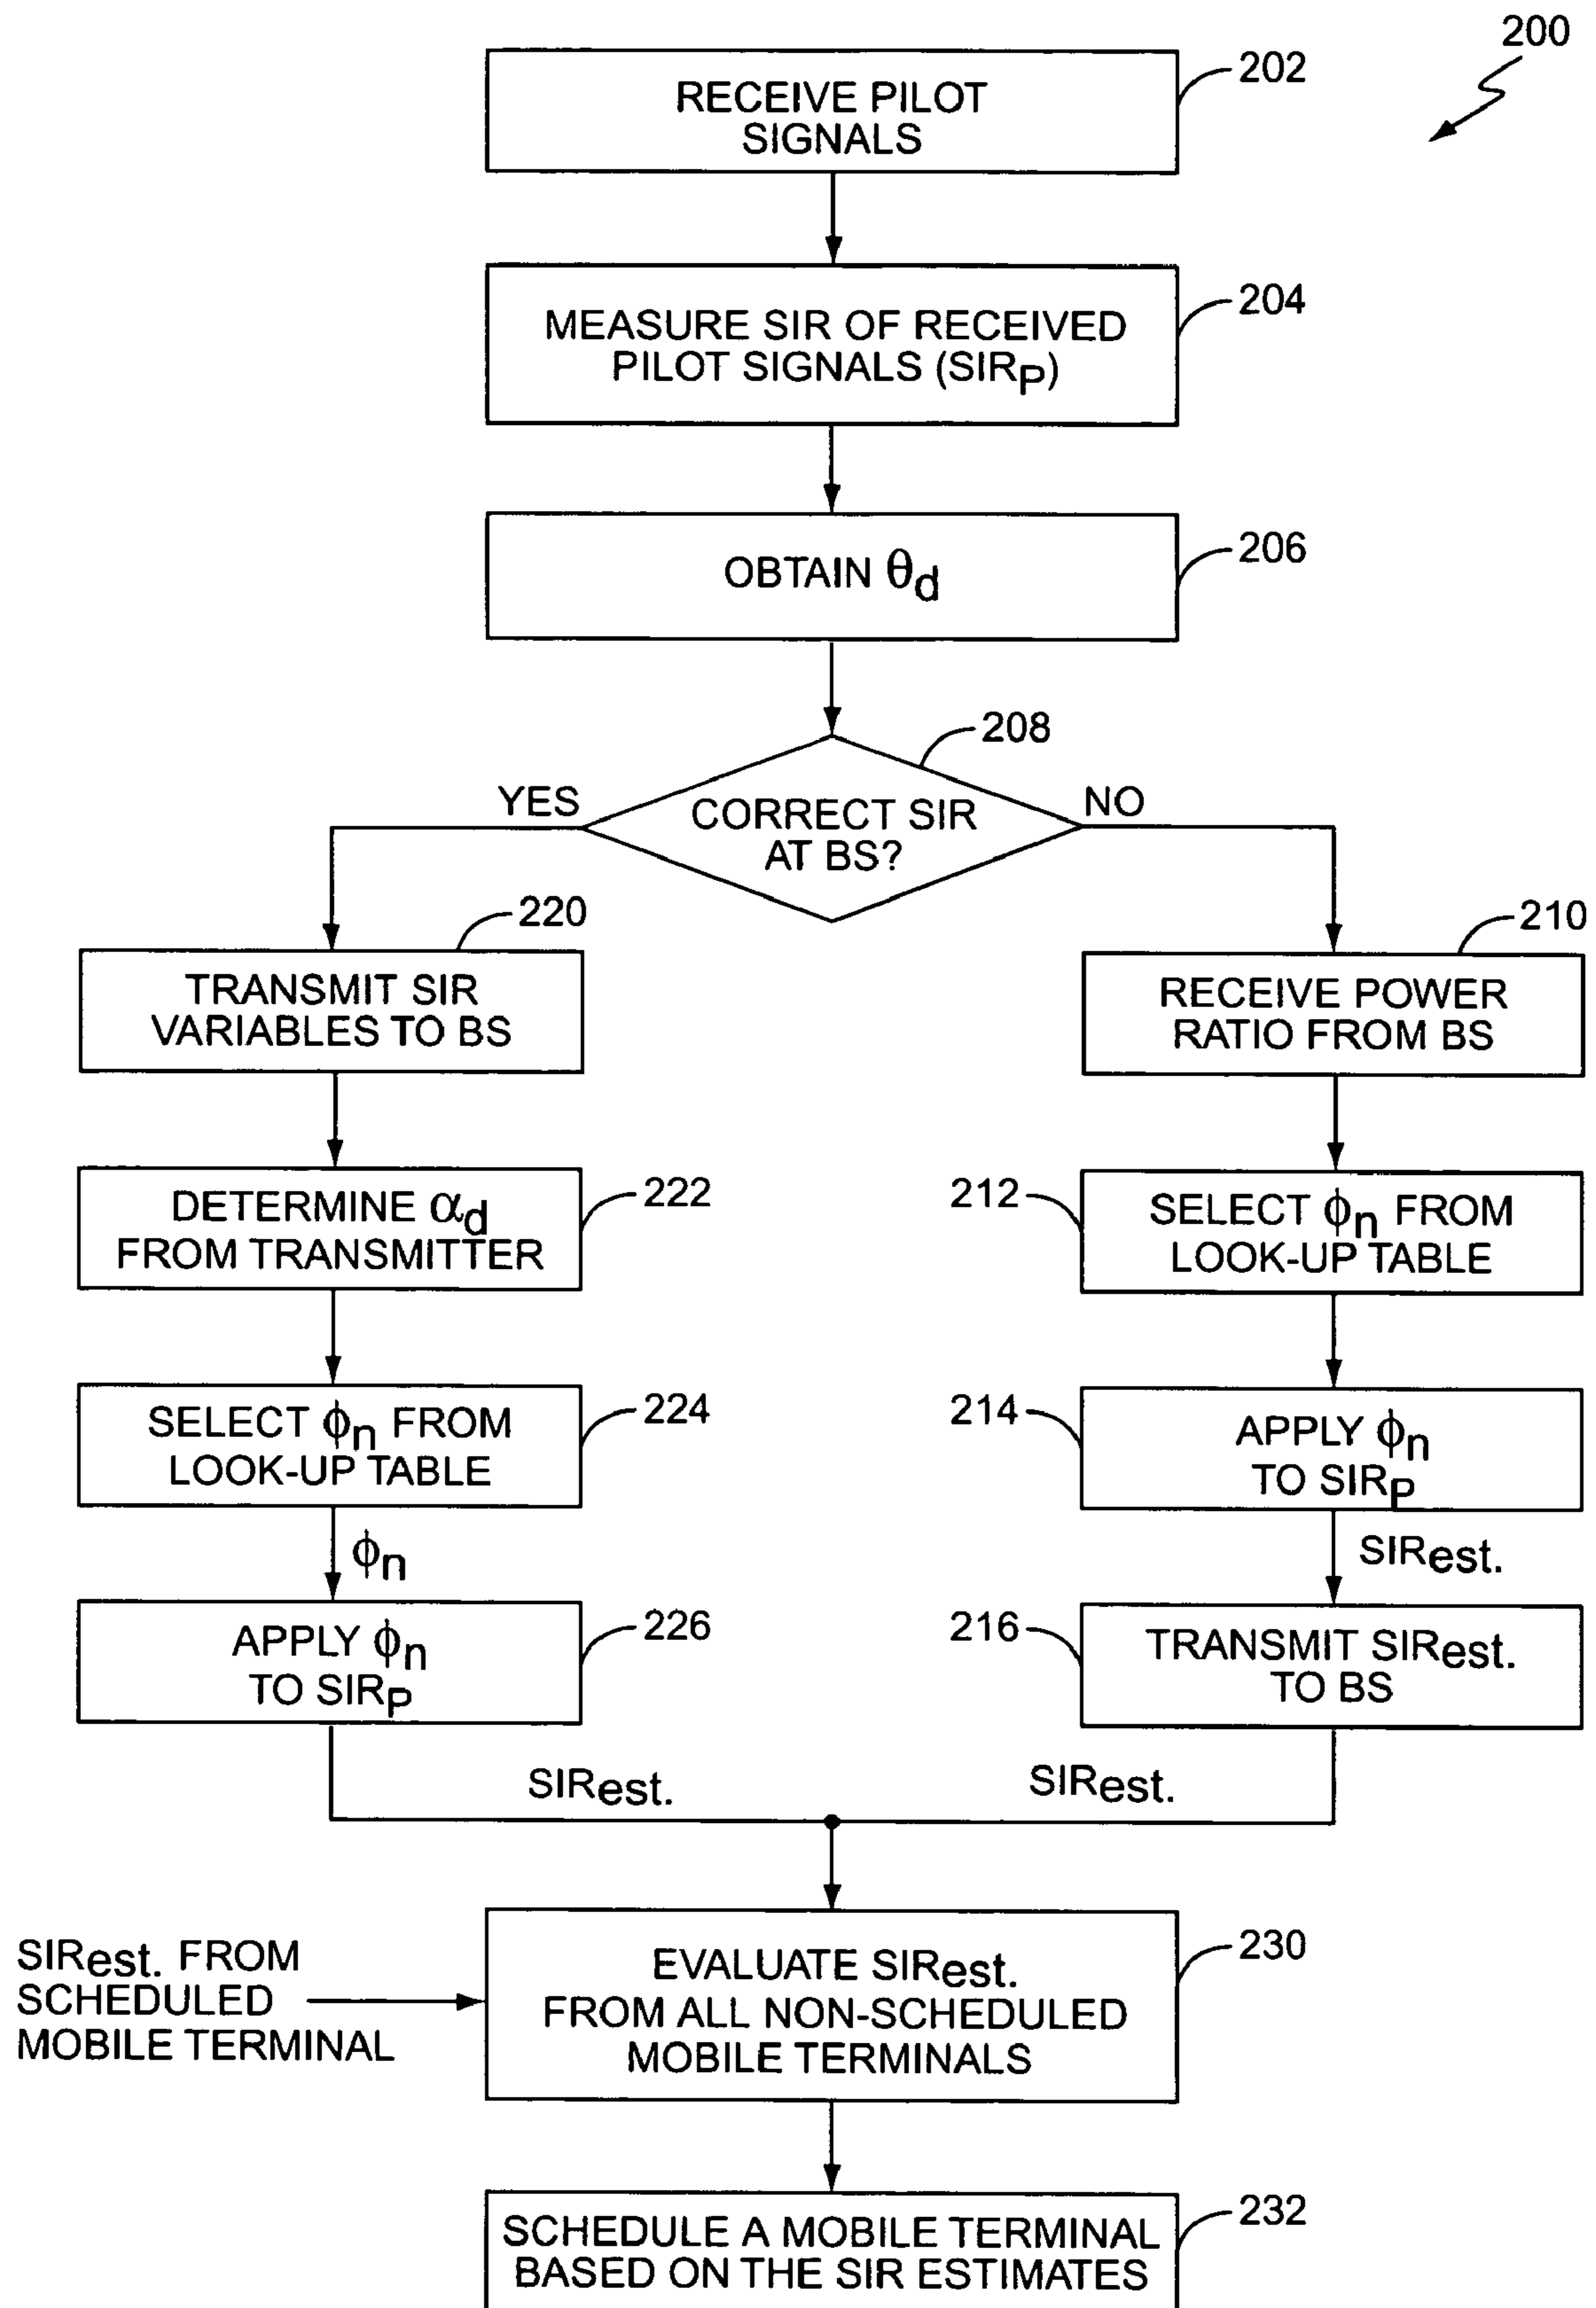 200
RECEIVE PILOT
SIGNALS
202
MEASURE SIR OF RECEIVED
PILOT SIGNALS (SIRP)
204
OBTAIN θd
206
CORRECT SIR
AT BS?
208
YES
NO
TRANSMIT SIR
VARIABLES TO BS
220
RECEIVE POWER
RATIO FROM BS
210
DETERMINE αd
FROM TRANSMITTER
222
SELECT ϕn FROM
LOOK-UP TABLE
212
SELECT ϕn FROM
LOOK-UP TABLE
224
APPLY ϕn
TO SIRP
214
ϕn
SIRest.
APPLY ϕn
TO SIRP
226
TRANSMIT SIRest.
TO BS
216
SIRest.
SIRest.
SIRest. FROM
SCHEDULED
MOBILE TERMINAL
EVALUATE SIRest.
FROM ALL NON-SCHEDULED
MOBILE TERMINALS
230
SCHEDULE A MOBILE TERMINAL
BASED ON THE SIR ESTIMATES
232